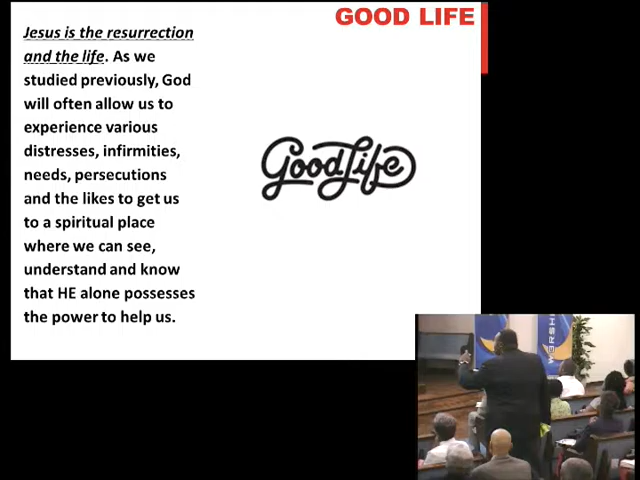 GOOD LIFE
Jesus is the resurrection
and the life. As we
studied previously, God
will often allow us to
experience various
distresses, infirmities,
needs, persecutions
and the likes to get us
to a spiritual place
where we can see,
understand and know
that HE alone possesses
the power to help us.
Good Life
WORSHIP